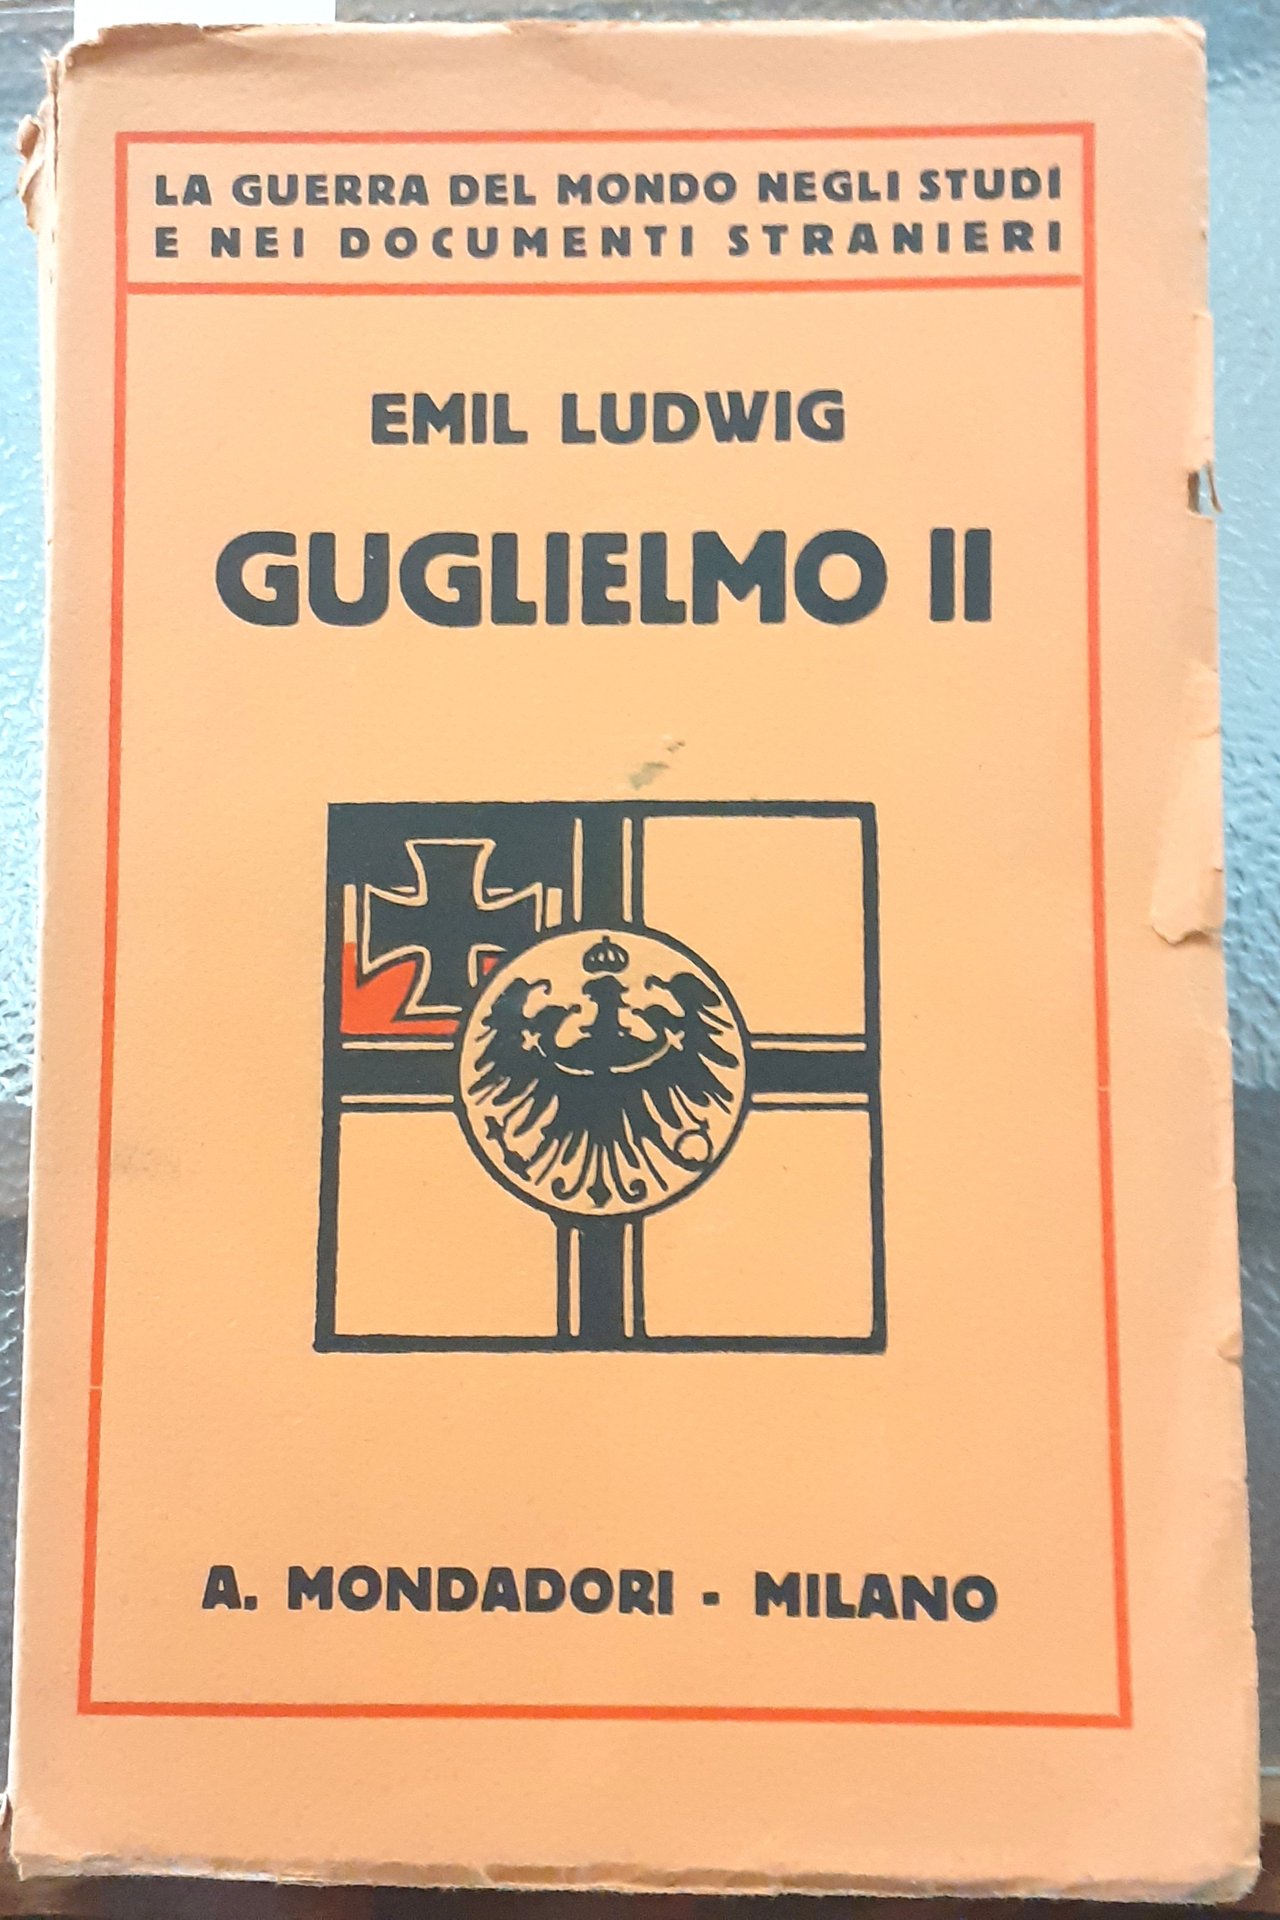 LA GUERRA DEL MONDO NEGLI STUDI
E NEI DOCUMENTI STRANIERI
EMIL LUDWIG
GUGLIELMO II
A. MONDADORI - MILANO